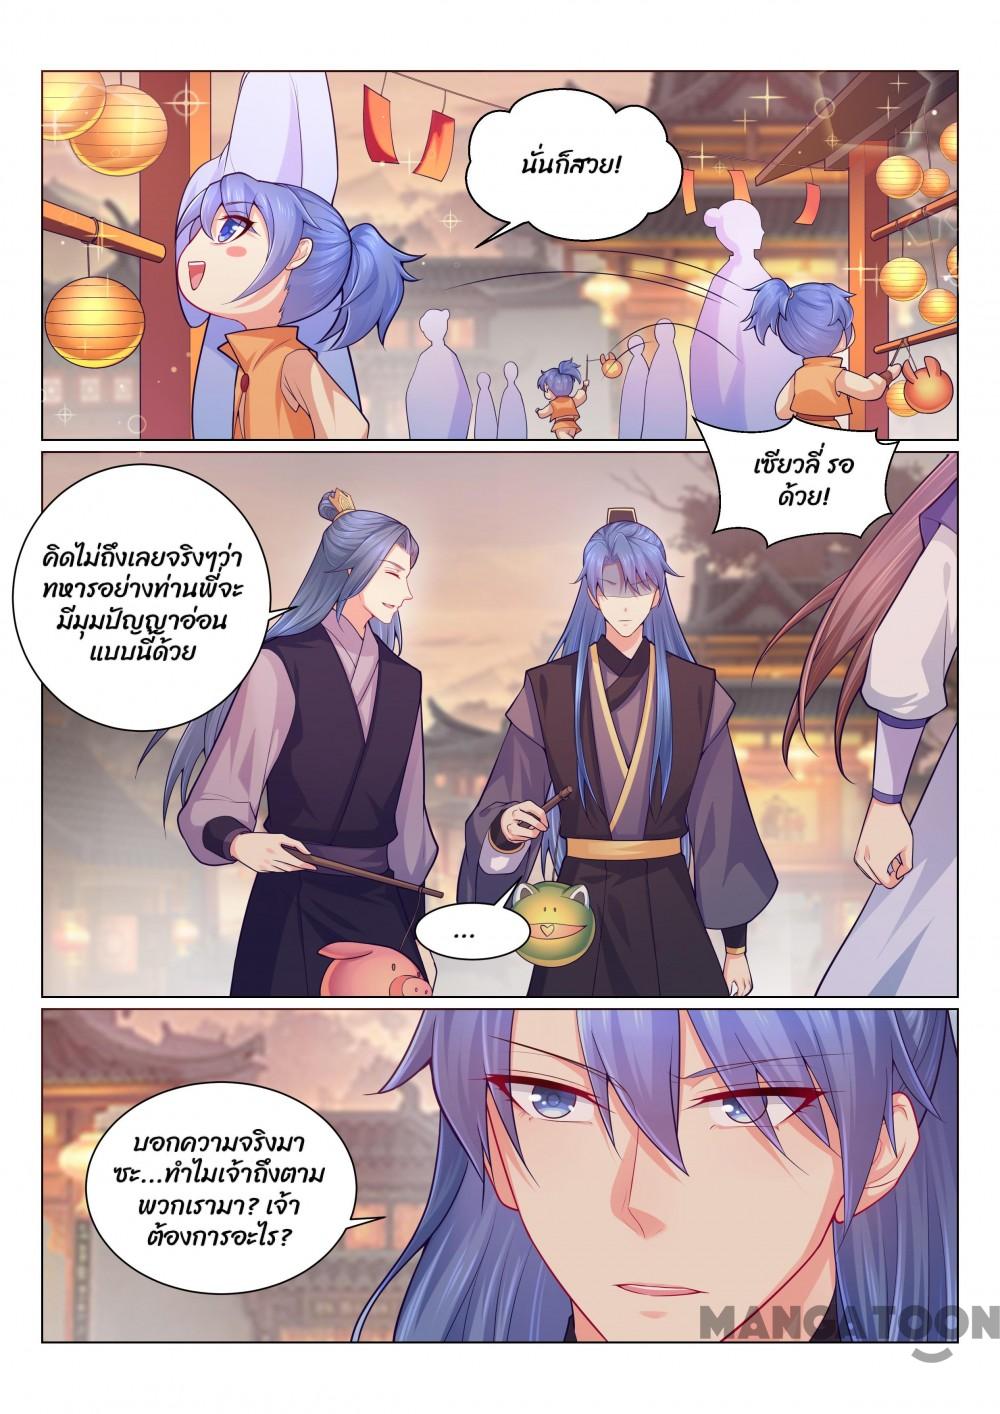 นั่นก็สวย!
เซียวลี่ รอ
ด้วย!
คิดไม่ถึงเลยจริงๆว่า
ทหารอย่างท่านพี่จะ
มีมุมปัญญาอ่อน
แบบนี้ด้วย
...
บอกความจริงมา
ซะ...ทำไมเจ้าถึงตาม
พวกเรามา? เจ้า
ต้องการอะไร?
MANGATOON